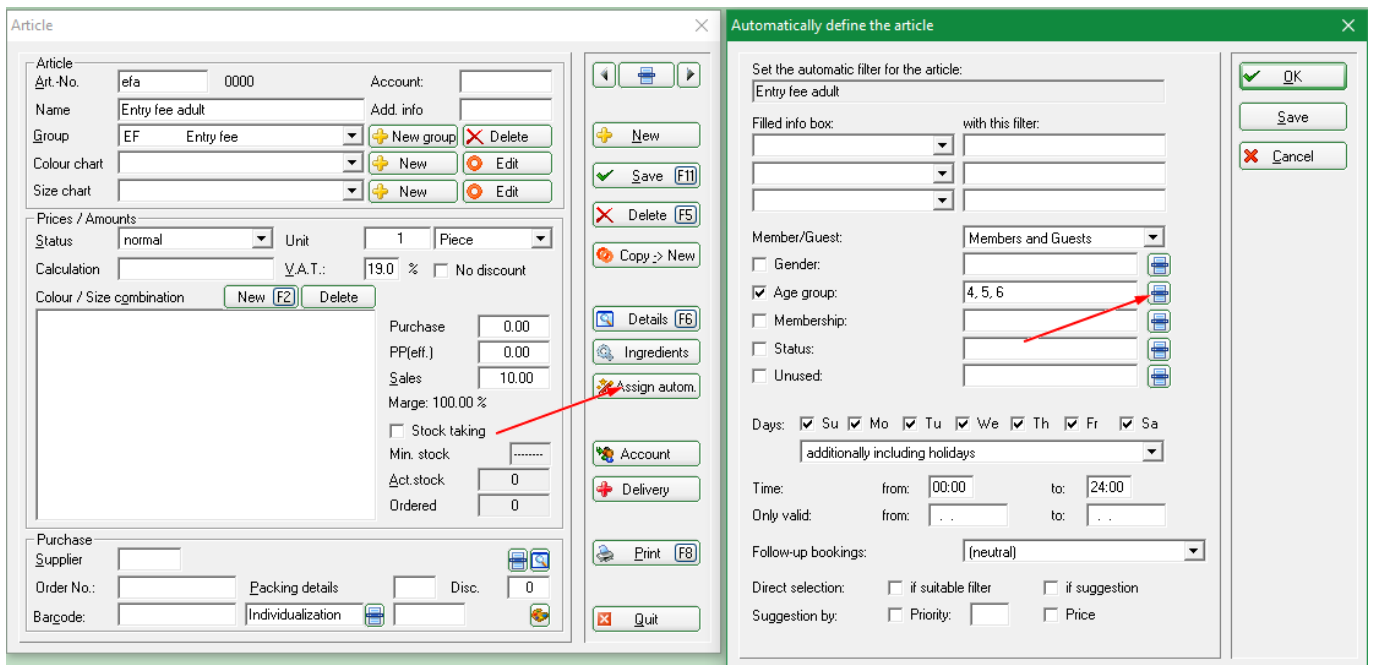 Article
Article
Art.-No. efa 0000 Account:
Name Entry fee adult Add. info
Group EF Entry fee New group Delete
Colour chart New Edit
Size chart New Edit
Prices / Amounts
Status normal Unit 1 Piece
Calculation V.A.T.: 19.0 % No discount
Colour / Size combination New F2 Delete
Purchase 0.00
PP(eff.) 0.00
Sales 10.00
Marge: 100.00 %
Stock taking
Min. stock --------
Act.stock 0
Ordered 0
Purchase
Supplier
Order No.: Packing details Disc. 0
Barcode: Individualization
New
Save F11
Delete F5
Copy -> New
Details F6
Ingredients
Assign autom.
Account
Delivery
Print F8
Quit
Automatically define the article
Set the automatic filter for the article:
Entry fee adult
Filled info box: with this filter:
Member/Guest: Members and Guests
Gender:
Age group: 4, 5, 6
Membership:
Status:
Unused:
Days: Su Mo Tu We Th Fr Sa
additionally including holidays
Time: from: 00:00 to: 24:00
Only valid: from: . . to: . .
Follow-up bookings: (neutral)
Direct selection: if suitable filter if suggestion
Suggestion by: Priority: Price
OK
Save
Cancel